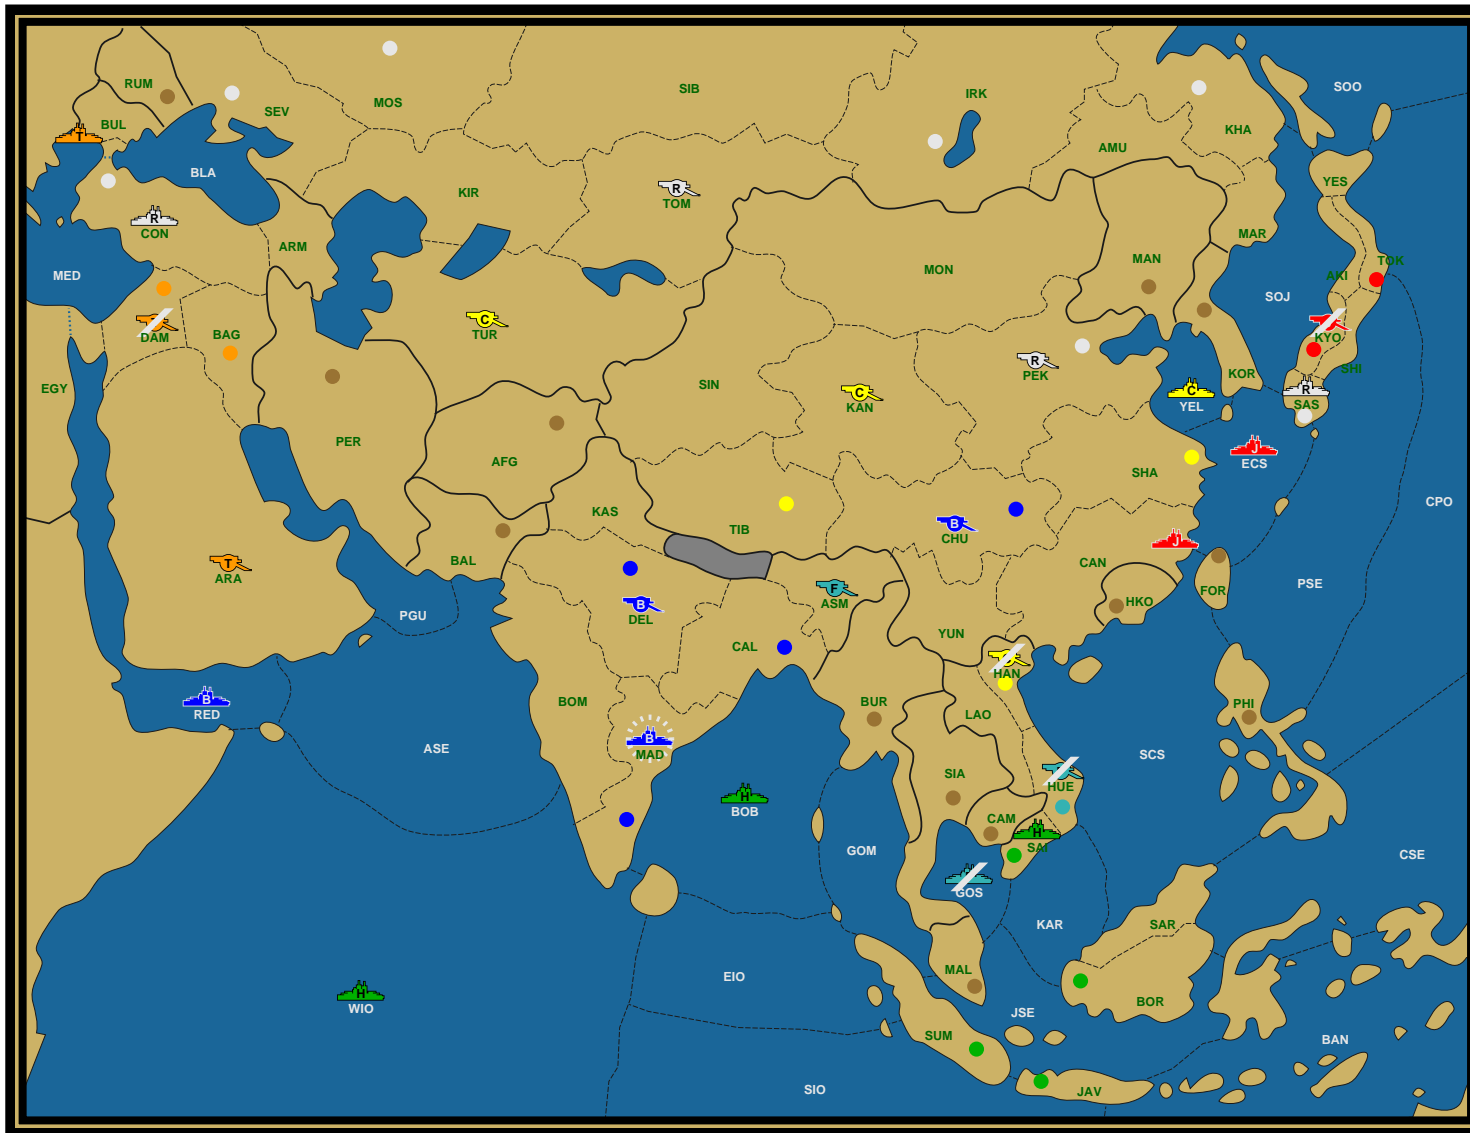 SOO
RUM
MOS
SIB
IRK
SEV
BUL
KHA
T
BLA
AMU
YES
R
KIR
TOM
R
CON
MAR
ARM
MAN
TOK
MED
MON
AKI
SOJ
C
TUR
DAM
BAG
KYO
R
PEK
SHI
KOR
EGY
SIN
C
KAN
C
YEL
R
SAS
PER
J
ECS
AFG
SHA
CPO
KAS
TIB
B
CHU
J
BAL
CAN
T
ARA
F
ASM
PSE
FOR
B
DEL
HKO
PGU
YUN
CAL
HAN
B
RED
BOM
BUR
LAO
PHI
B
MAD
ASE
SCS
SIA
HUE
H
BOB
CAM
H
SAI
GOM
CSE
GOS
KAR
SAR
EIO
MAL
H
WIO
BOR
JSE
SUM
BAN
SIO
JAV